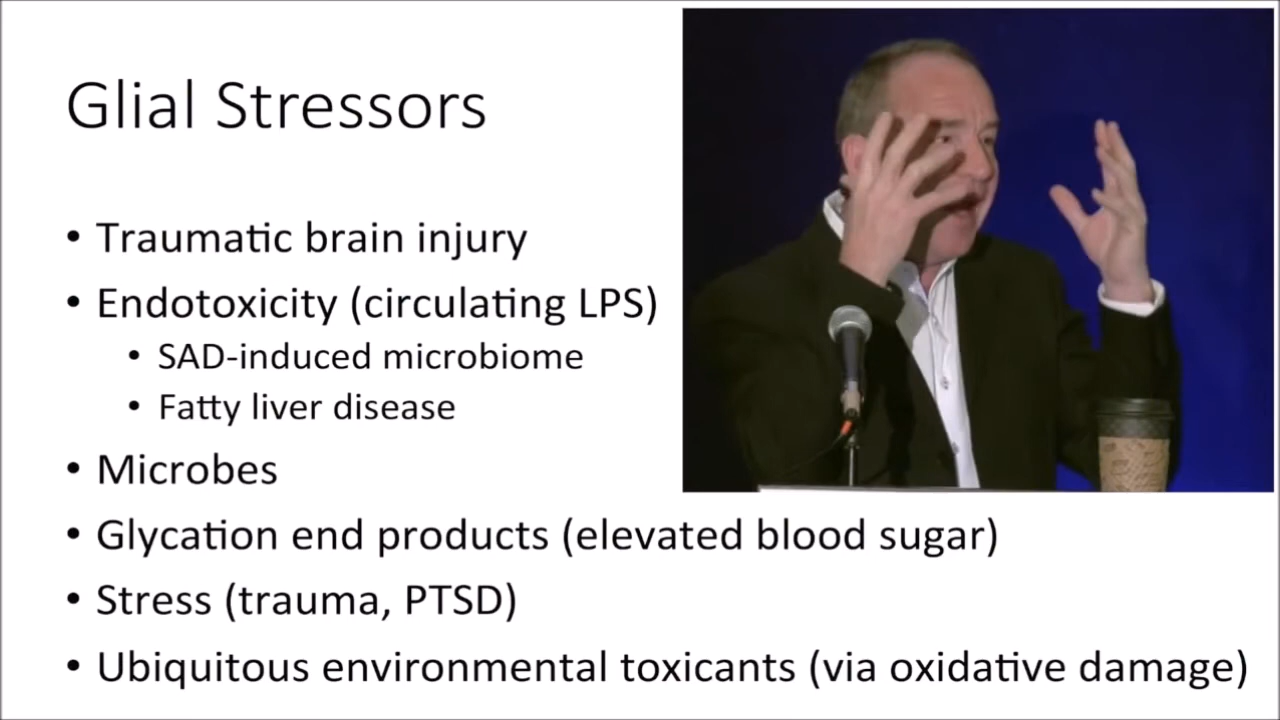 Glial Stressors
• Traumatic brain injury
• Endotoxicity (circulating LPS)
• SAD-induced microbiome
• Fatty liver disease
• Microbes
• Glycation end products (elevated blood sugar)
• Stress (trauma, PTSD)
• Ubiquitous environmental toxicants (via oxidative damage)